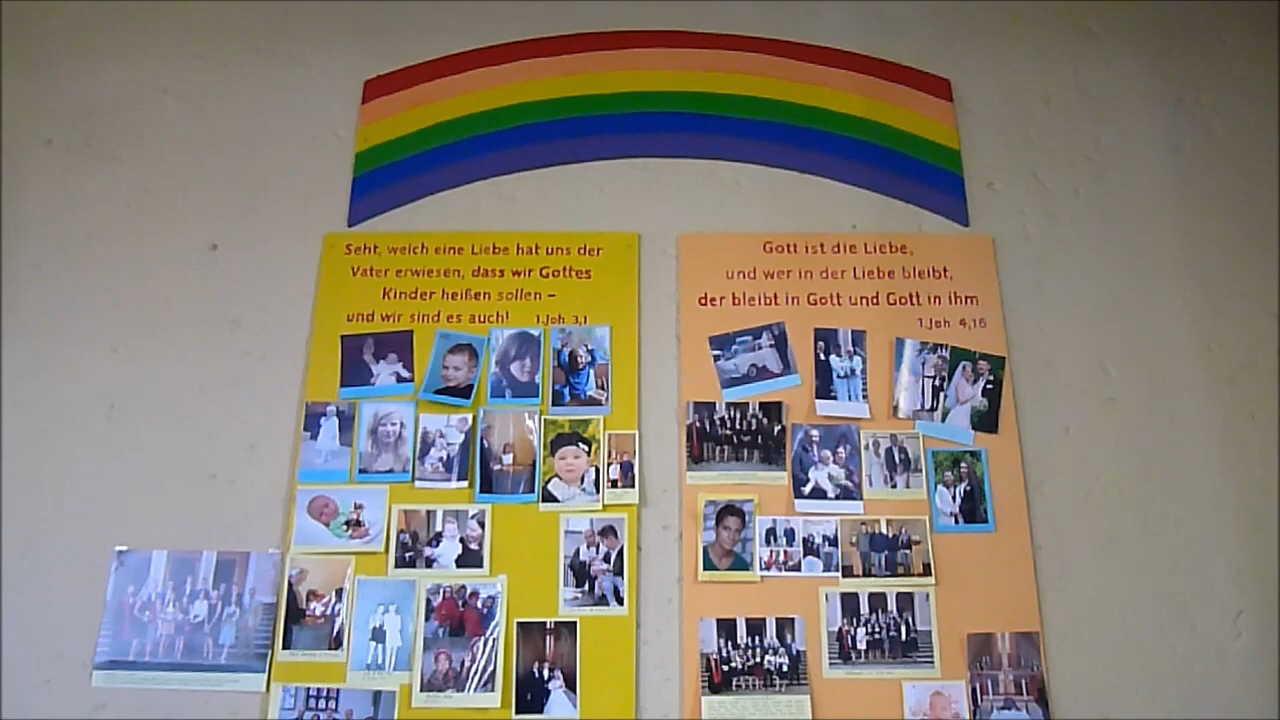 Seht, welch eine Liebe hat uns der
Vater erwiesen, dass wir Gottes
Kinder heißen sollen –
und wir sind es auch! 1.Joh. 3,1
Gott ist die Liebe,
und wer in der Liebe bleibt,
der bleibt in Gott und Gott in ihm
1.Joh. 4,16